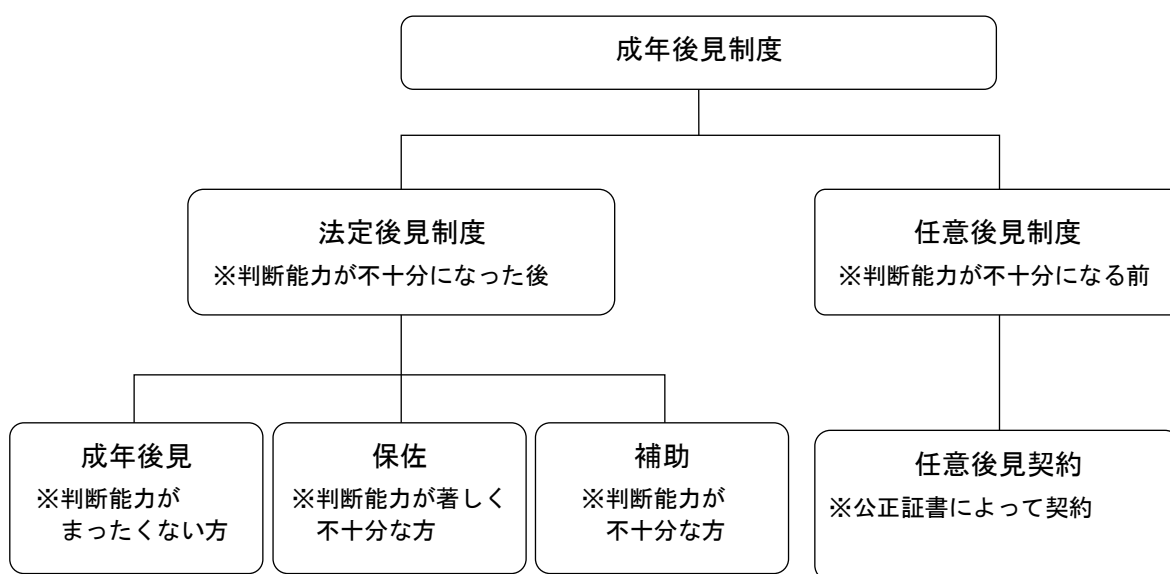 成年後見制度
法定後見制度
※判断能力が不十分になった後
任意後見制度
※判断能力が不十分になる前
成年後見
※判断能力が
まったくない方
保佐
※判断能力が著しく
不十分な方
補助
※判断能力が
不十分な方
任意後見契約
※公正証書によって契約